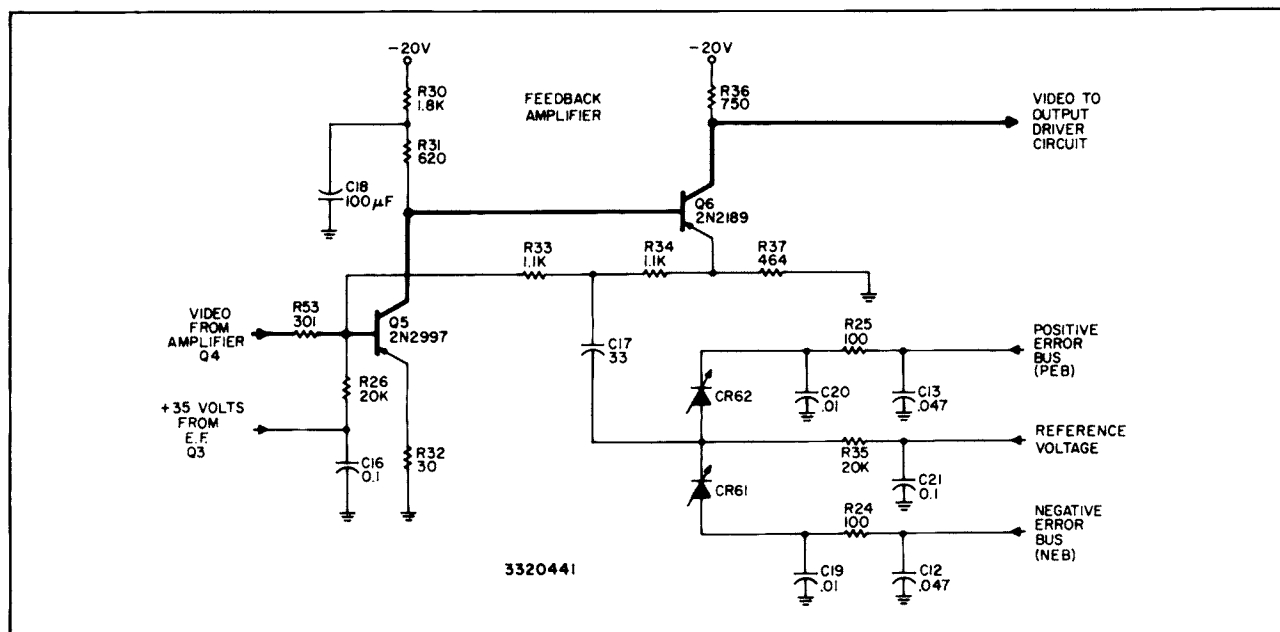 -20V
R30
1.8K
FEEDBACK
AMPLIFIER
-20V
R36
750
VIDEO TO
OUTPUT
DRIVER
CIRCUIT
R31
620
C18
100µF
Q6
2N2189
R33
1.1K
R34
1.1K
R37
464
VIDEO
FROM
AMPLIFIER
Q4
R53
301
Q5
2N2997
C17
33
R25
100
POSITIVE
ERROR
BUS
(PEB)
R26
20K
CR62
C20
.01
C13
.047
+35 VOLTS
FROM
E.F.
Q3
C16
0.1
R32
30
R35
20K
REFERENCE
VOLTAGE
C21
0.1
CR61
R24
100
NEGATIVE
ERROR
BUS
(NEB)
C19
.01
C12
.047
3320441